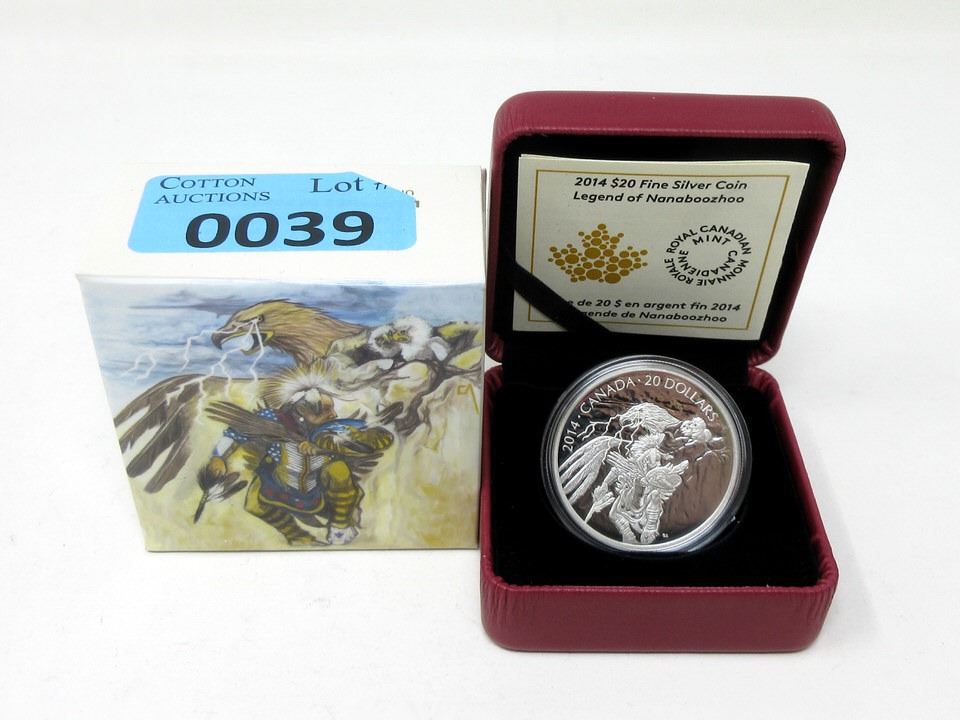 COTTON
AUCTIONS
Lot #
0039
2014 $20 Fine Silver Coin
Legend of Nanaboozhoo
ROYAL CANADIAN MINT
MONNAIE ROYALE CANADIENNE
de 20 $ en argent fin 2014
de Nanaboozhoo
2014 · CANADA · 20 DOLLARS